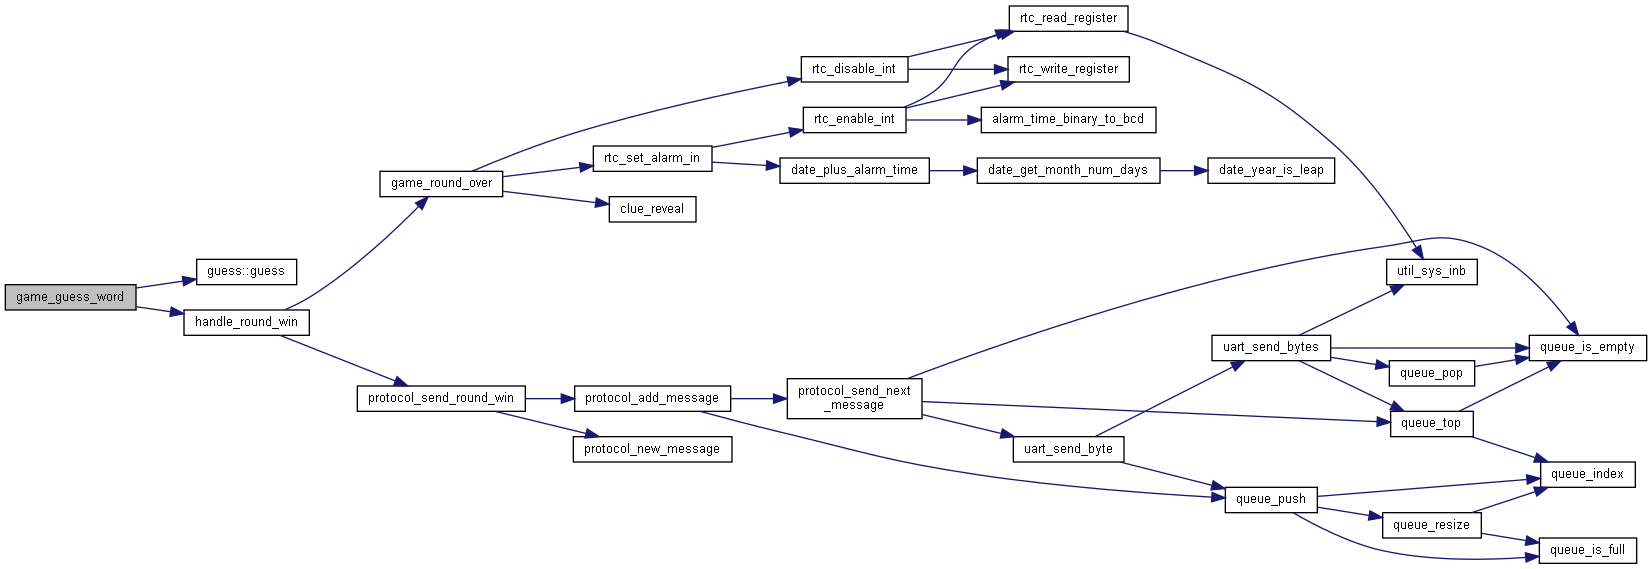 rtc_read_register
rtc_disable_int
rtc_write_register
rtc_enable_int
alarm_time_binary_to_bcd
rtc_set_alarm_in
date_plus_alarm_time
date_get_month_num_days
date_year_is_leap
game_round_over
clue_reveal
guess::guess
util_sys_inb
game_guess_word
handle_round_win
uart_send_bytes
queue_is_empty
queue_pop
protocol_send_round_win
protocol_add_message
protocol_send_next
_message
queue_top
protocol_new_message
uart_send_byte
queue_index
queue_push
queue_resize
queue_is_full